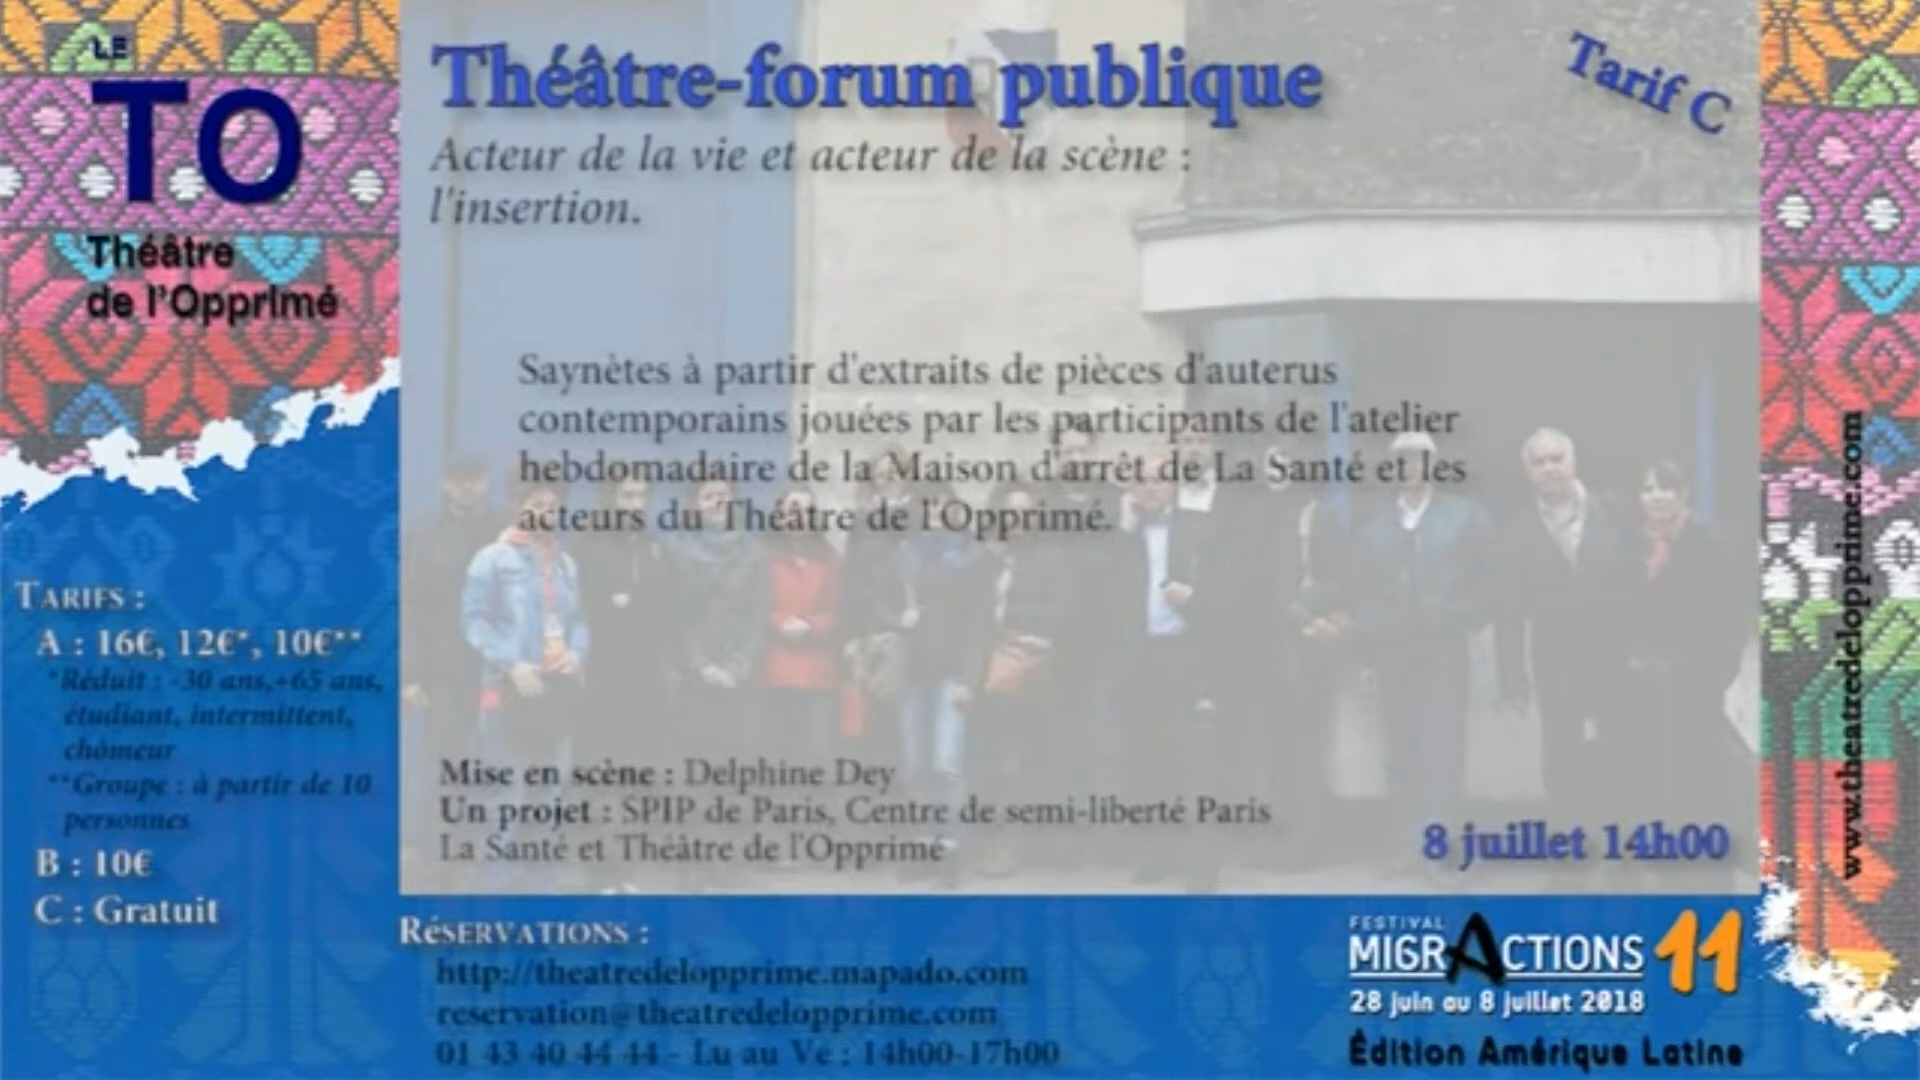 LE
TO
Théâtre
de l'Opprimé
Théâtre-forum publique
Tarif C
Acteur de la vie et acteur de la scène :
l'insertion.
Saynètes à partir d'extraits de pièces d'auterus
contemporains jouées par les participants de l'atelier
hebdomadaire de la Maison d'arrêt de La Santé et les
acteurs du Théâtre de l'Opprimé.
TARIFS :
A : 16€, 12€*, 10€**
*Réduit : -30 ans,+65 ans,
étudiant, intermittent,
chômeur
**Groupe : à partir de 10
personnes
B : 10€
C : Gratuit
Mise en scène : Delphine Dey
Un projet : SPIP de Paris, Centre de semi-liberté Paris
La Santé et Théâtre de l'Opprimé
8 juillet 14h00
RéSERVATIONS :
http://theatredelopprime.mapado.com
reservation@theatredelopprime.com
01 43 40 44 44 - Lu au Ve : 14h00-17h00
FESTIVAL
MIGRACTIONS 11
28 juin au 8 juillet 2018
Édition Amérique Latine
www.theatredelopprime.com